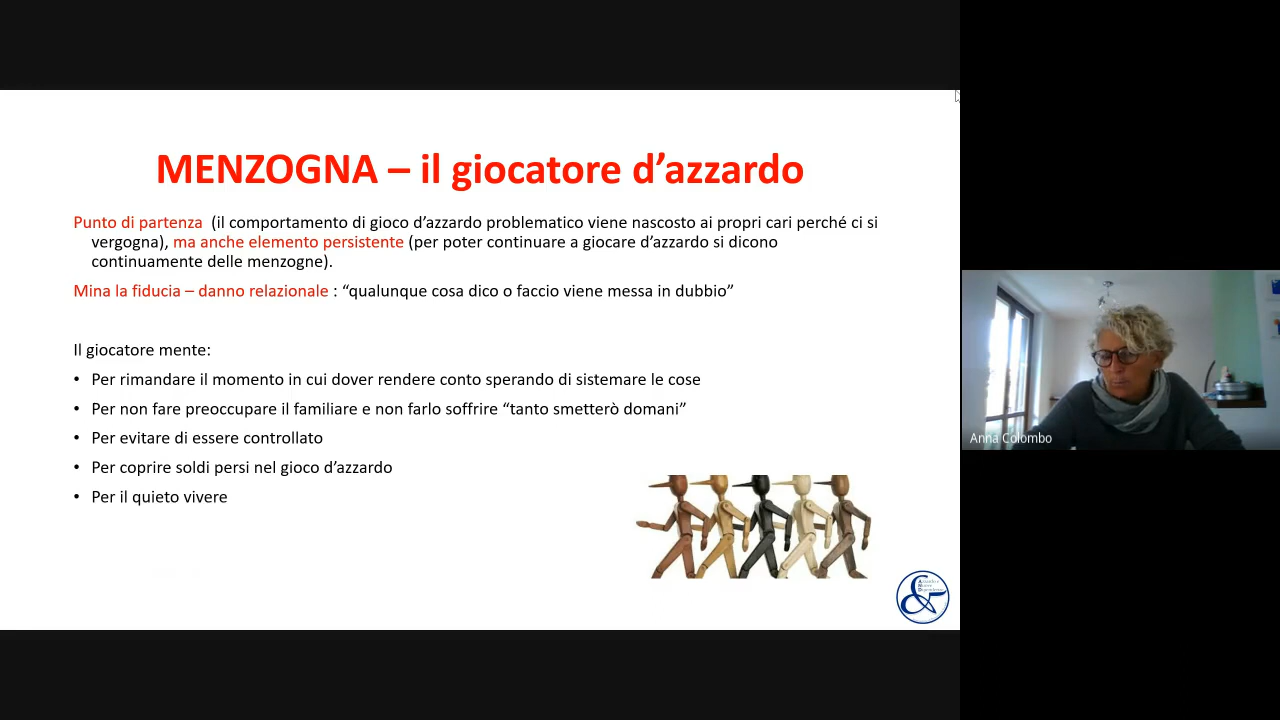 MENZOGNA – il giocatore d’azzardo
Punto di partenza (il comportamento di gioco d’azzardo problematico viene nascosto ai propri cari perché ci si
vergogna), ma anche elemento persistente (per poter continuare a giocare d’azzardo si dicono
continuamente delle menzogne).
Mina la fiducia – danno relazionale : “qualunque cosa dico o faccio viene messa in dubbio”
Il giocatore mente:
• Per rimandare il momento in cui dover rendere conto sperando di sistemare le cose
• Per non fare preoccupare il familiare e non farlo soffrire “tanto smetterò domani”
• Per evitare di essere controllato
• Per coprire soldi persi nel gioco d’azzardo
• Per il quieto vivere
Anna Colombo